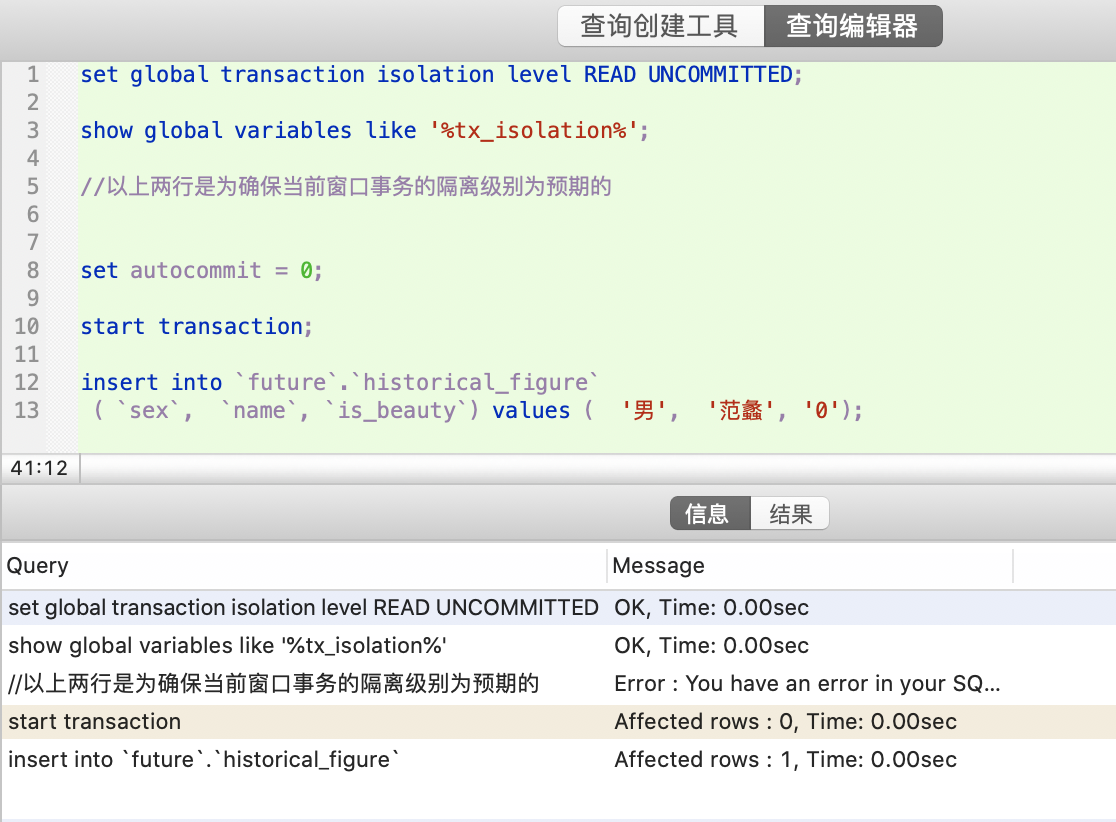 查询创建工具 查询编辑器
1 set global transaction isolation level READ UNCOMMITTED;
2
3 show global variables like '%tx_isolation%';
4
5 //以上两行是为确保当前窗口事务的隔离级别为预期的
6
7
8 set autocommit = 0;
9
10 start transaction;
11
12 insert into `future`.`historical_figure`
13 ( `sex`, `name`, `is_beauty`) values ( '男', '范蠡', '0');
41:12
信息 结果
Query Message
set global transaction isolation level READ UNCOMMITTED OK, Time: 0.00sec
show global variables like '%tx_isolation%' OK, Time: 0.00sec
//以上两行是为确保当前窗口事务的隔离级别为预期的 Error : You have an error in your SQ...
start transaction Affected rows : 0, Time: 0.00sec
insert into `future`.`historical_figure` Affected rows : 1, Time: 0.00sec